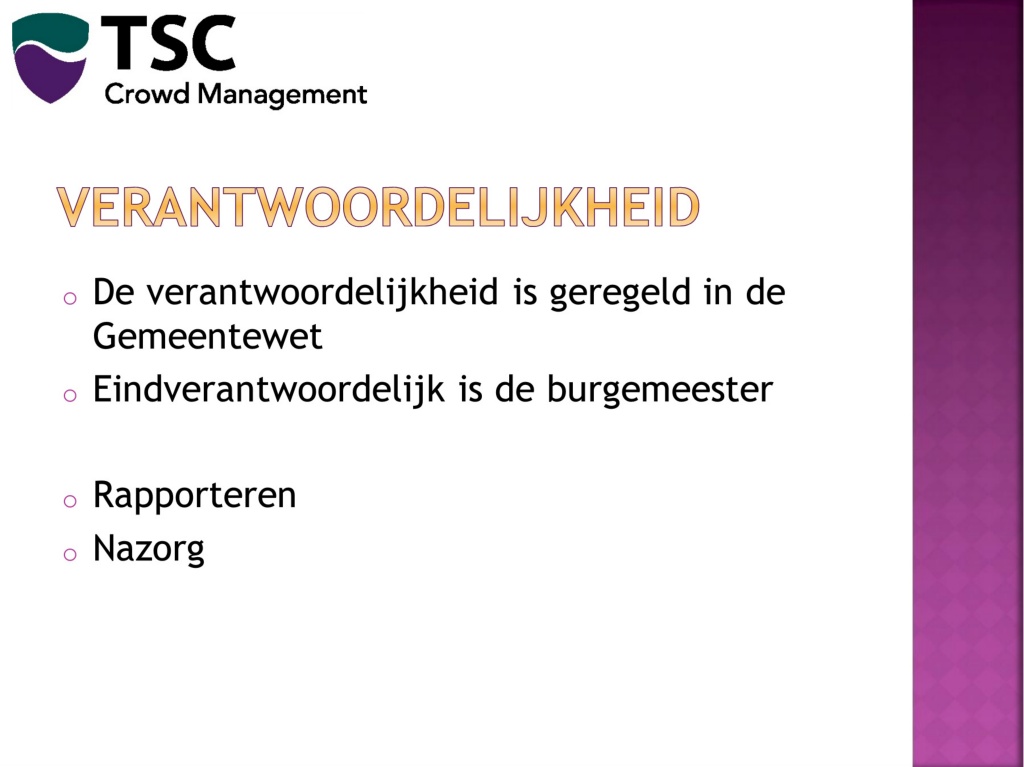 TSC
Crowd Management
VERANTWOORDELIJKHEID
o De verantwoordelijkheid is geregeld in de
Gemeentewet
o Eindverantwoordelijk is de burgemeester
o Rapporteren
o Nazorg